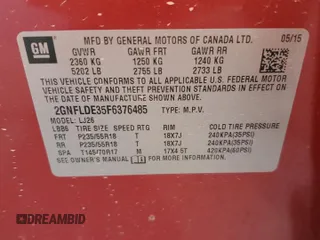 GM
MFD BY GENERAL MOTORS OF CANADA LTD. 05/15
GVWR GAWR FRT GAWR RR
2360 KG 1250 KG 1240 KG
5202 LB 2755 LB 2733 LB
THIS VEHICLE CONFORMS TO ALL APPLICABLE U.S. FEDERAL
MOTOR VEHICLE SAFETY, BUMPER, AND THEFT PREVENTION
STANDARDS IN EFFECT ON THE DATE OF MANUFACTURE
SHOWN ABOVE.
2GNFLDE35F6376485 TYPE: M.P.V.
MODEL: LJ26
LBB6 TIRE SIZE SPEED RTG RIM COLD TIRE PRESSURE
FRT P235/55R18 T 18X7J 240KPA(35PSI)
RR P235/55R18 T 18X7J 240KPA(35PSI)
SPA T145/70R17 M 17X4.5T 420KPA(60PSI)
SEE OWNER'S MANUAL
DREAMBID